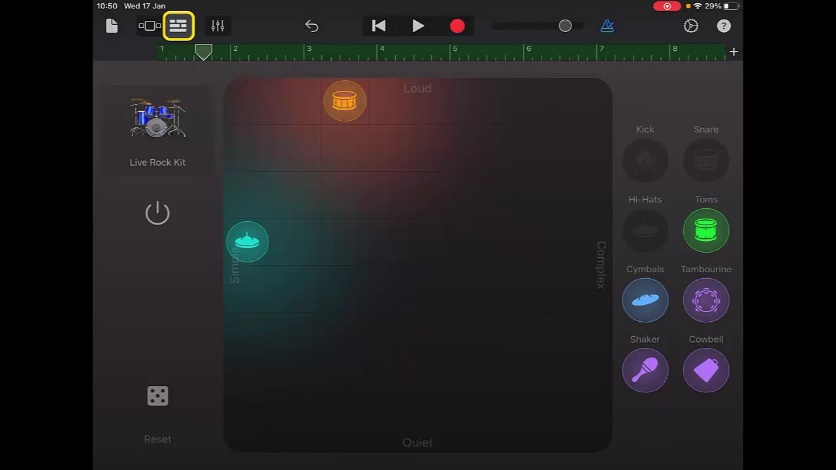 10:50 Wed 17 Jan
29%
?
1 2 3 4 5 6 7 8 +
Loud
Live Rock Kit
Simple
Complex
Kick Snare
Hi-Hats Toms
Cymbals Tambourine
Shaker Cowbell
Reset
Quiet